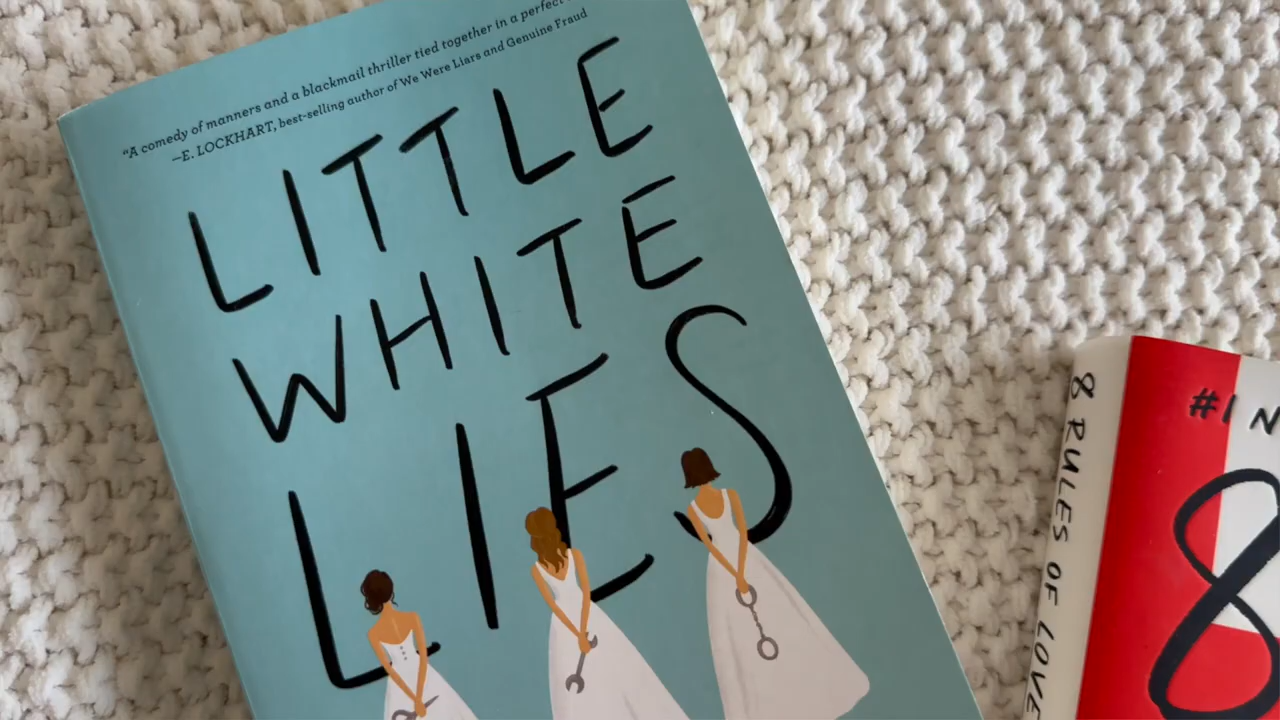 "A comedy of manners and a blackmail thriller tied together in a perfect
—E. LOCKHART, best-selling author of We Were Liars and Genuine Fraud
LITTLE
WHITE
LIES
8 RULES OF LOVE
#1 N
8